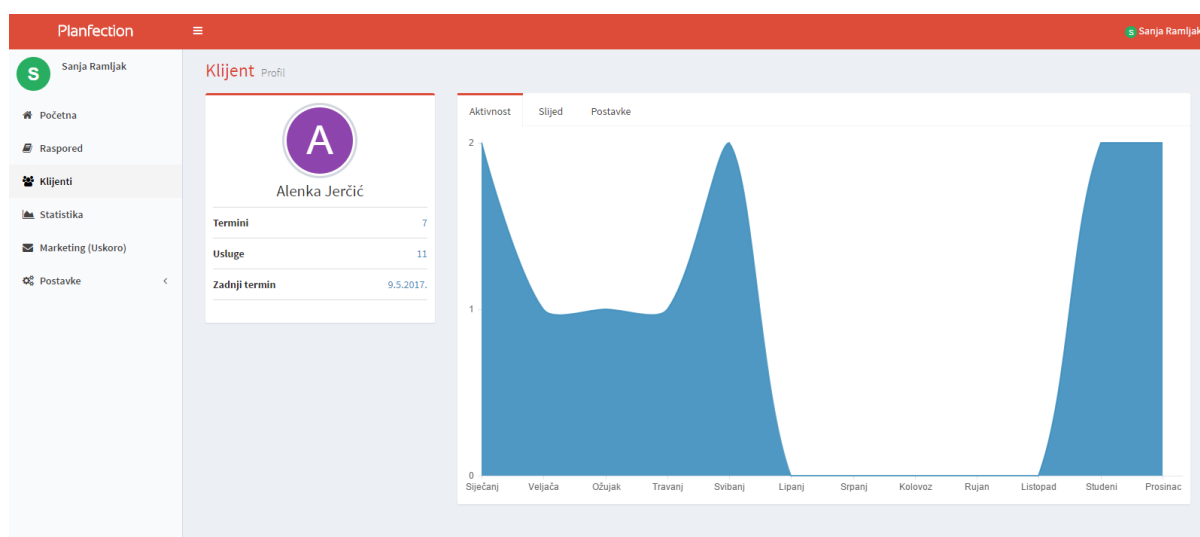 Planfection
S Sanja Ramljak
S Sanja Ramljak
Početna
Raspored
Klijenti
Statistika
Marketing (Uskoro)
Postavke
Klijent Profil
A
Alenka Jerčić
Termini 7
Usluge 11
Zadnji termin 9.5.2017.
Aktivnost Slijed Postavke
2
1
0
Siječanj Veljača Ožujak Travanj Svibanj Lipanj Srpanj Kolovoz Rujan Listopad Studeni Prosinac